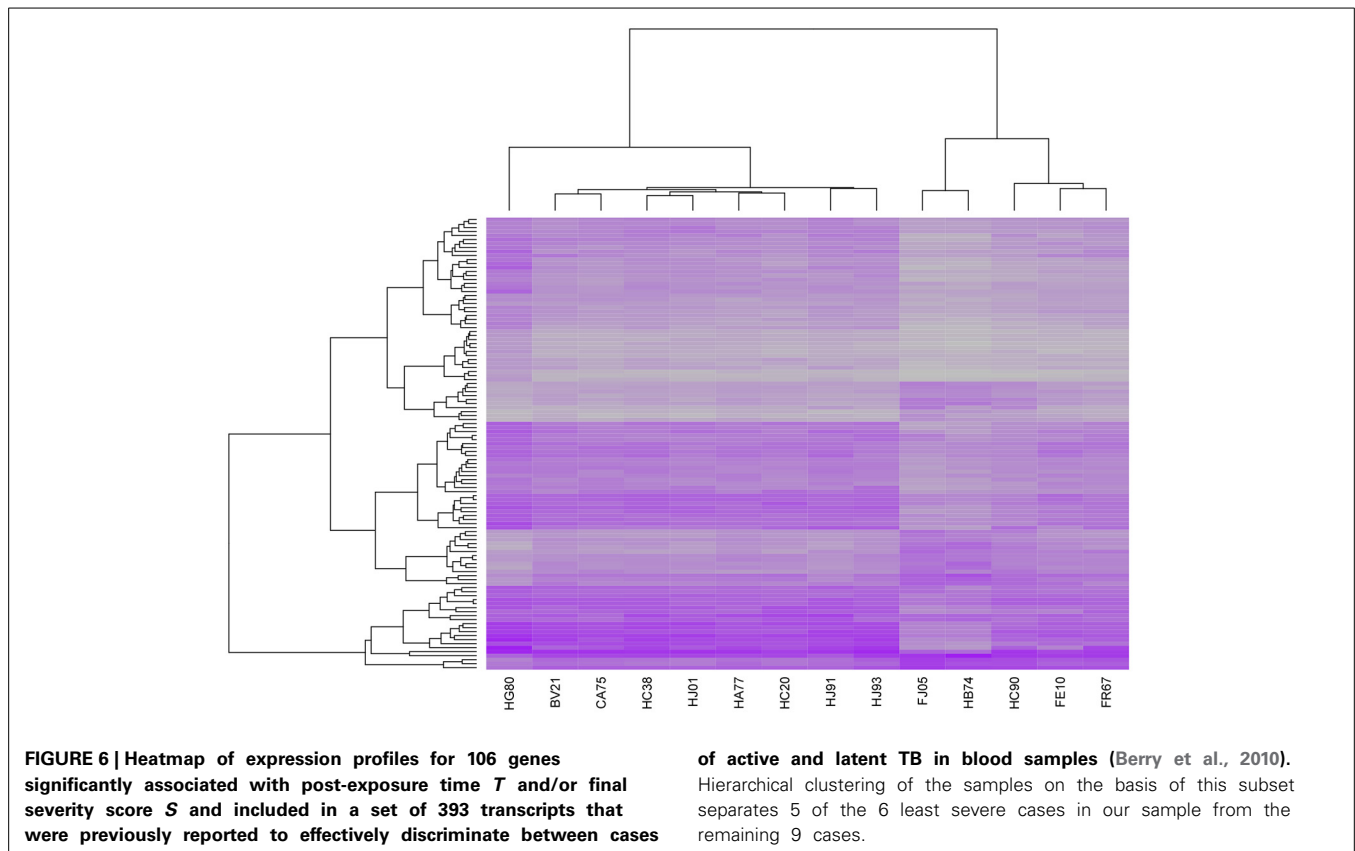 HG80
BV21
CA75
HC38
HJ01
HA77
HC20
HJ91
HJ93
FJ05
HB74
HC90
FE10
FR67
FIGURE 6 | Heatmap of expression profiles for 106 genes
significantly associated with post-exposure time T and/or final
severity score S and included in a set of 393 transcripts that
were previously reported to effectively discriminate between cases
of active and latent TB in blood samples (Berry et al., 2010).
Hierarchical clustering of the samples on the basis of this subset
separates 5 of the 6 least severe cases in our sample from the
remaining 9 cases.